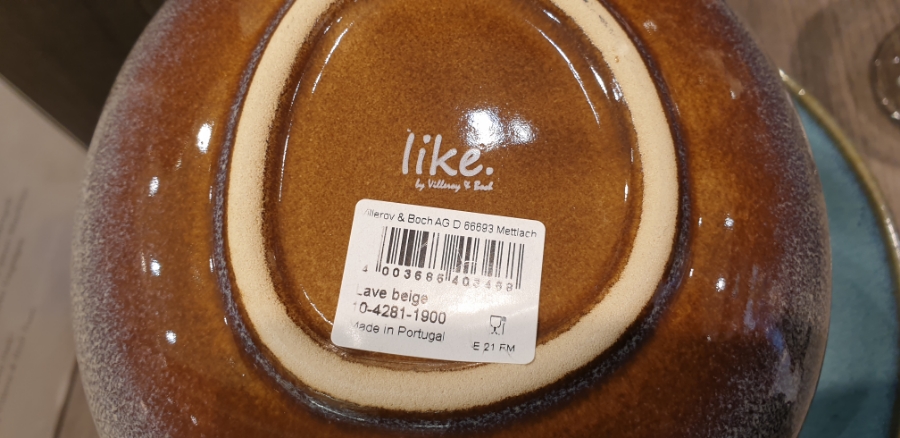 like.
by Villeroy & Boch
illeroy & Boch AG D 66693 Mettlach
4 003686 403468
Lave beige
10-4281-1900
Made in Portugal
E 21 FM